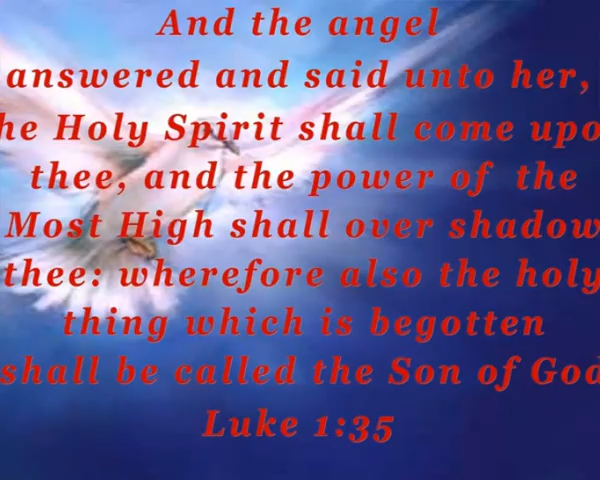 And the angel
answered and said unto her,
he Holy Spirit shall come upo
thee, and the power of the
Most High shall over shadow
thee: wherefore also the holy
thing which is begotten
shall be called the Son of God
Luke 1:35